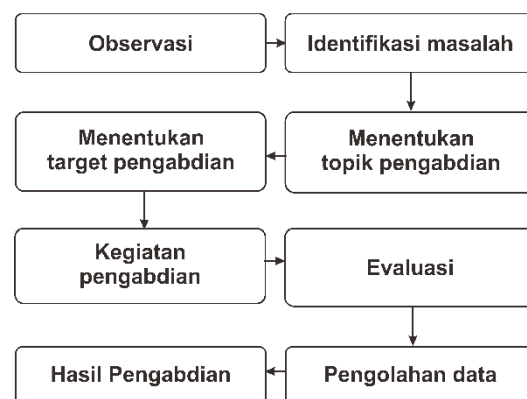 Observasi
Identifikasi masalah
Menentukan
topik pengabdian
Menentukan
target pengabdian
Kegiatan
pengabdian
Evaluasi
Pengolahan data
Hasil Pengabdian